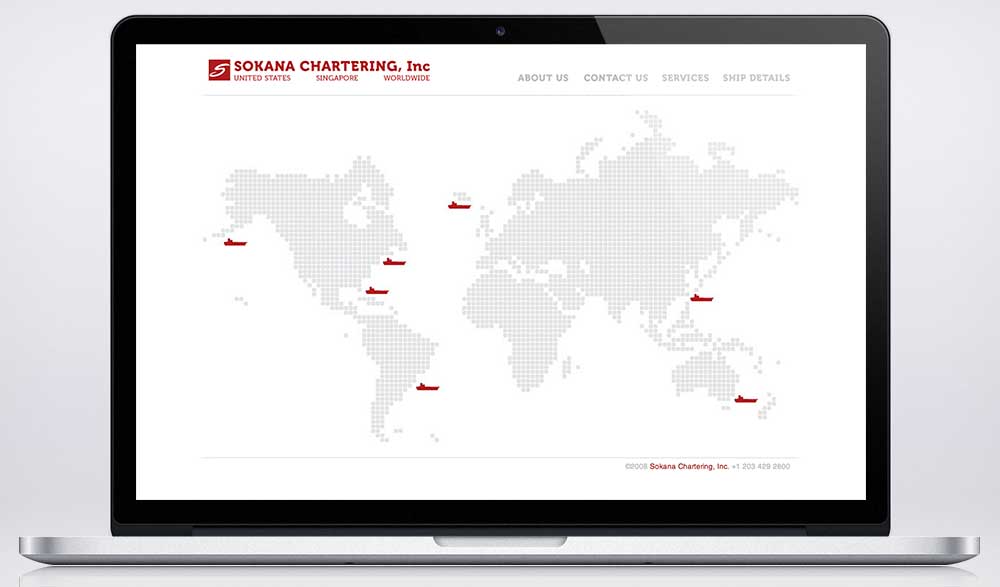 SOKANA CHARTERING, Inc
UNITED STATES SINGAPORE WORLDWIDE
ABOUT US CONTACT US SERVICES SHIP DETAILS
©2008 Sokana Chartering, Inc. +1 203 429 2600